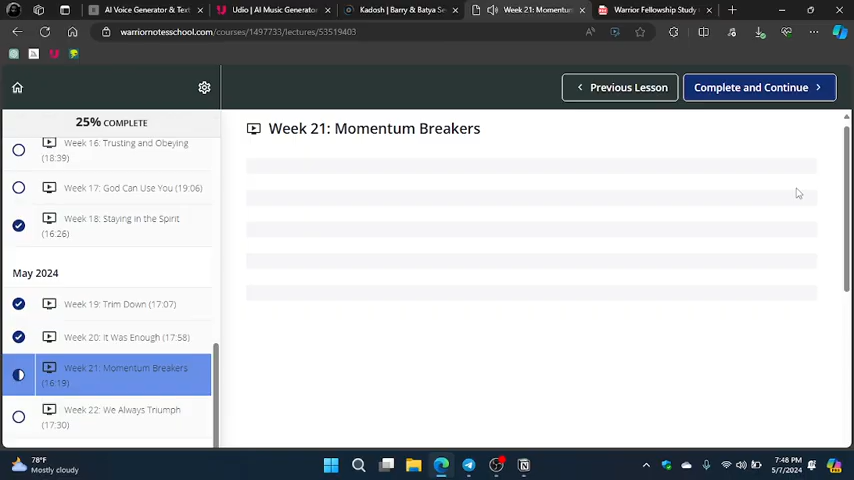 AI Voice Generator & Text
Udio | AI Music Generator
Kadosh | Barry & Batya Se
Week 21: Momentum
Warrior Fellowship Study
https://warriornotesschool.com/courses/1497733/lectures/53519403
Previous Lesson
Complete and Continue
25% COMPLETE
Week 21: Momentum Breakers
Week 16: Trusting and Obeying
(18:39)
Week 17: God Can Use You (19:06)
Week 18: Staying in the Spirit
(16:26)
May 2024
Week 19: Trim Down (17:07)
Week 20: It Was Enough (17:58)
Week 21: Momentum Breakers
(16:19)
Week 22: We Always Triumph
(17:30)
78°F
Mostly cloudy
7:48 PM
5/7/2024